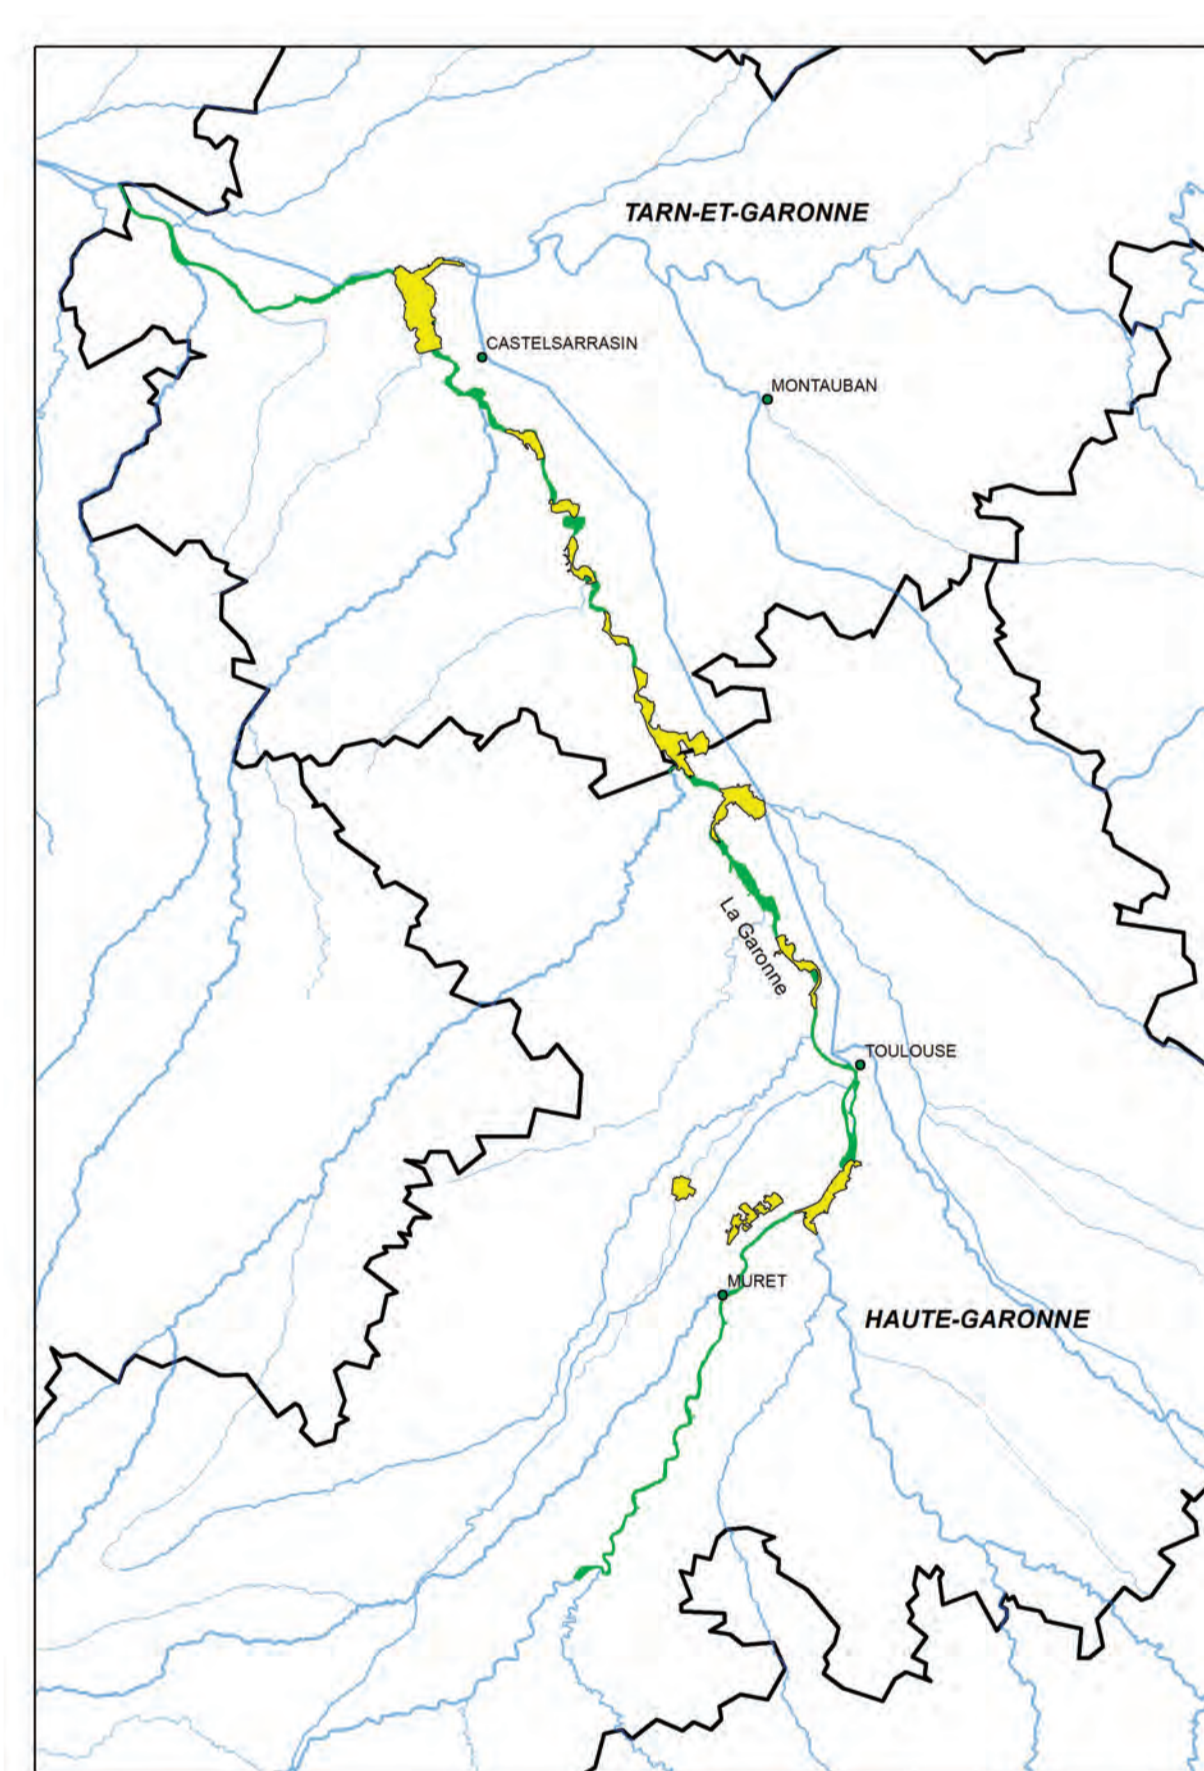 TARN-ET-GARONNE
CASTELSARRASIN
MONTAUBAN
La Garonne
TOULOUSE
MURET
HAUTE-GARONNE